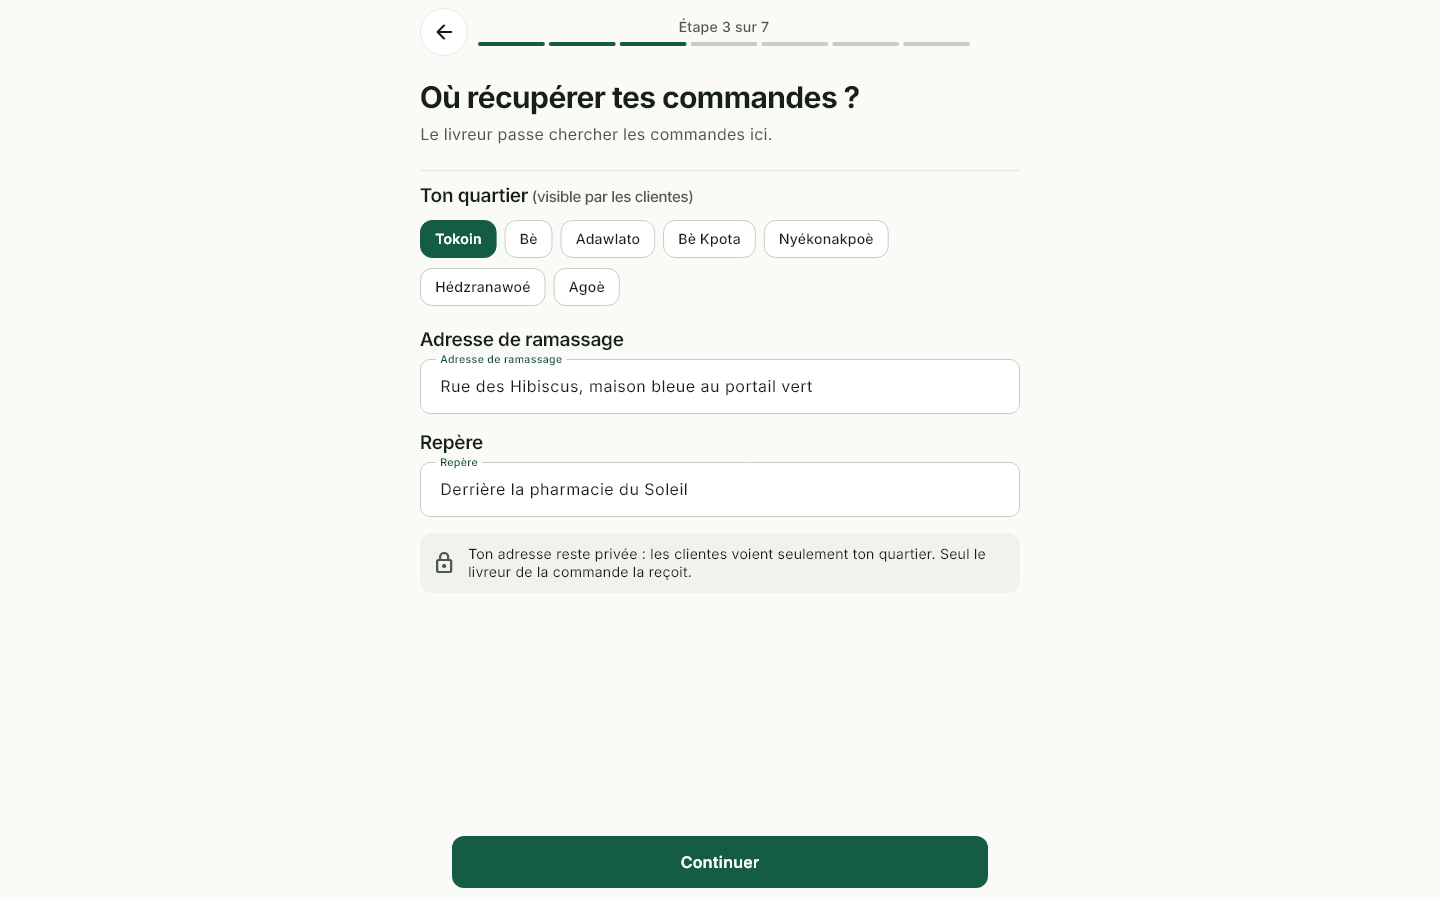 Étape 3 sur 7
Où récupérer tes commandes ?
Le livreur passe chercher les commandes ici.
Ton quartier (visible par les clientes)
Tokoin Bè Adawlato Bè Kpota Nyékonakpoè
Hédzranawoé Agoè
Adresse de ramassage
Adresse de ramassage
Rue des Hibiscus, maison bleue au portail vert
Repère
Repère
Derrière la pharmacie du Soleil
Ton adresse reste privée : les clientes voient seulement ton quartier. Seul le
livreur de la commande la reçoit.
Continuer